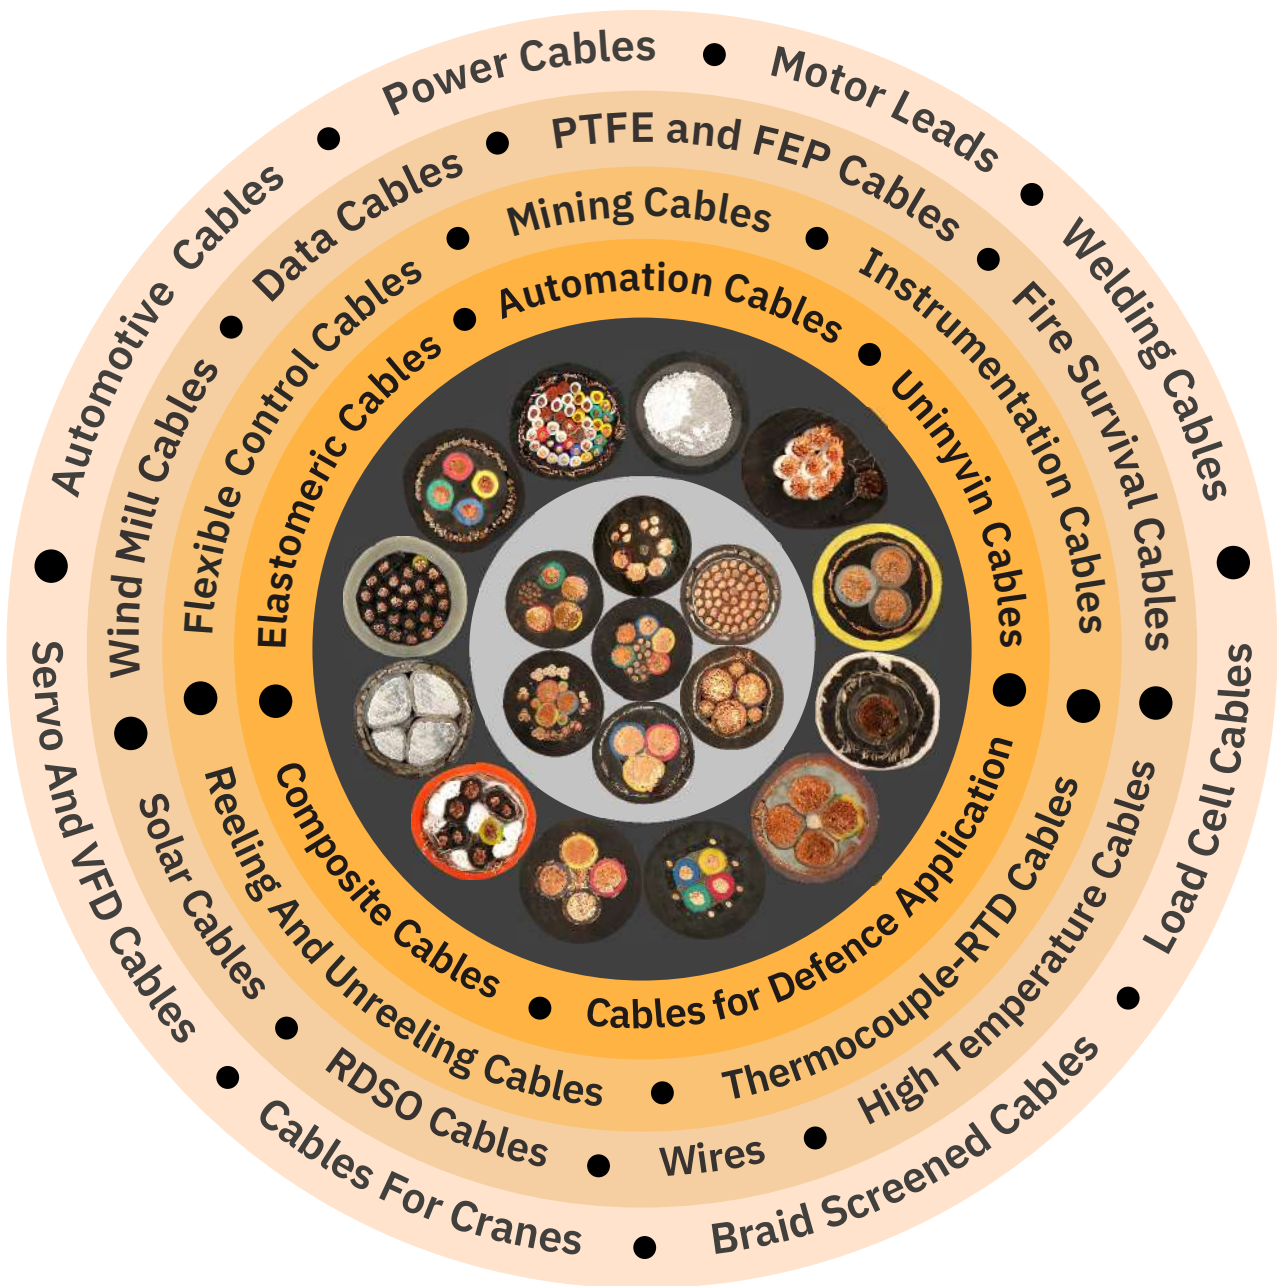 Power Cables
Motor Leads
Welding Cables
Load Cell Cables
Braid Screened Cables
Cables For Cranes
Servo And VFD Cables
Automotive Cables
PTFE and FEP Cables
Fire Survival Cables
High Temperature Cables
Wires
RDSO Cables
Solar Cables
Wind Mill Cables
Data Cables
Mining Cables
Instrumentation Cables
Thermocouple-RTD Cables
Reeling And Unreeling Cables
Flexible Control Cables
Automation Cables
Uninyvin Cables
Cables for Defence Application
Composite Cables
Elastomeric Cables